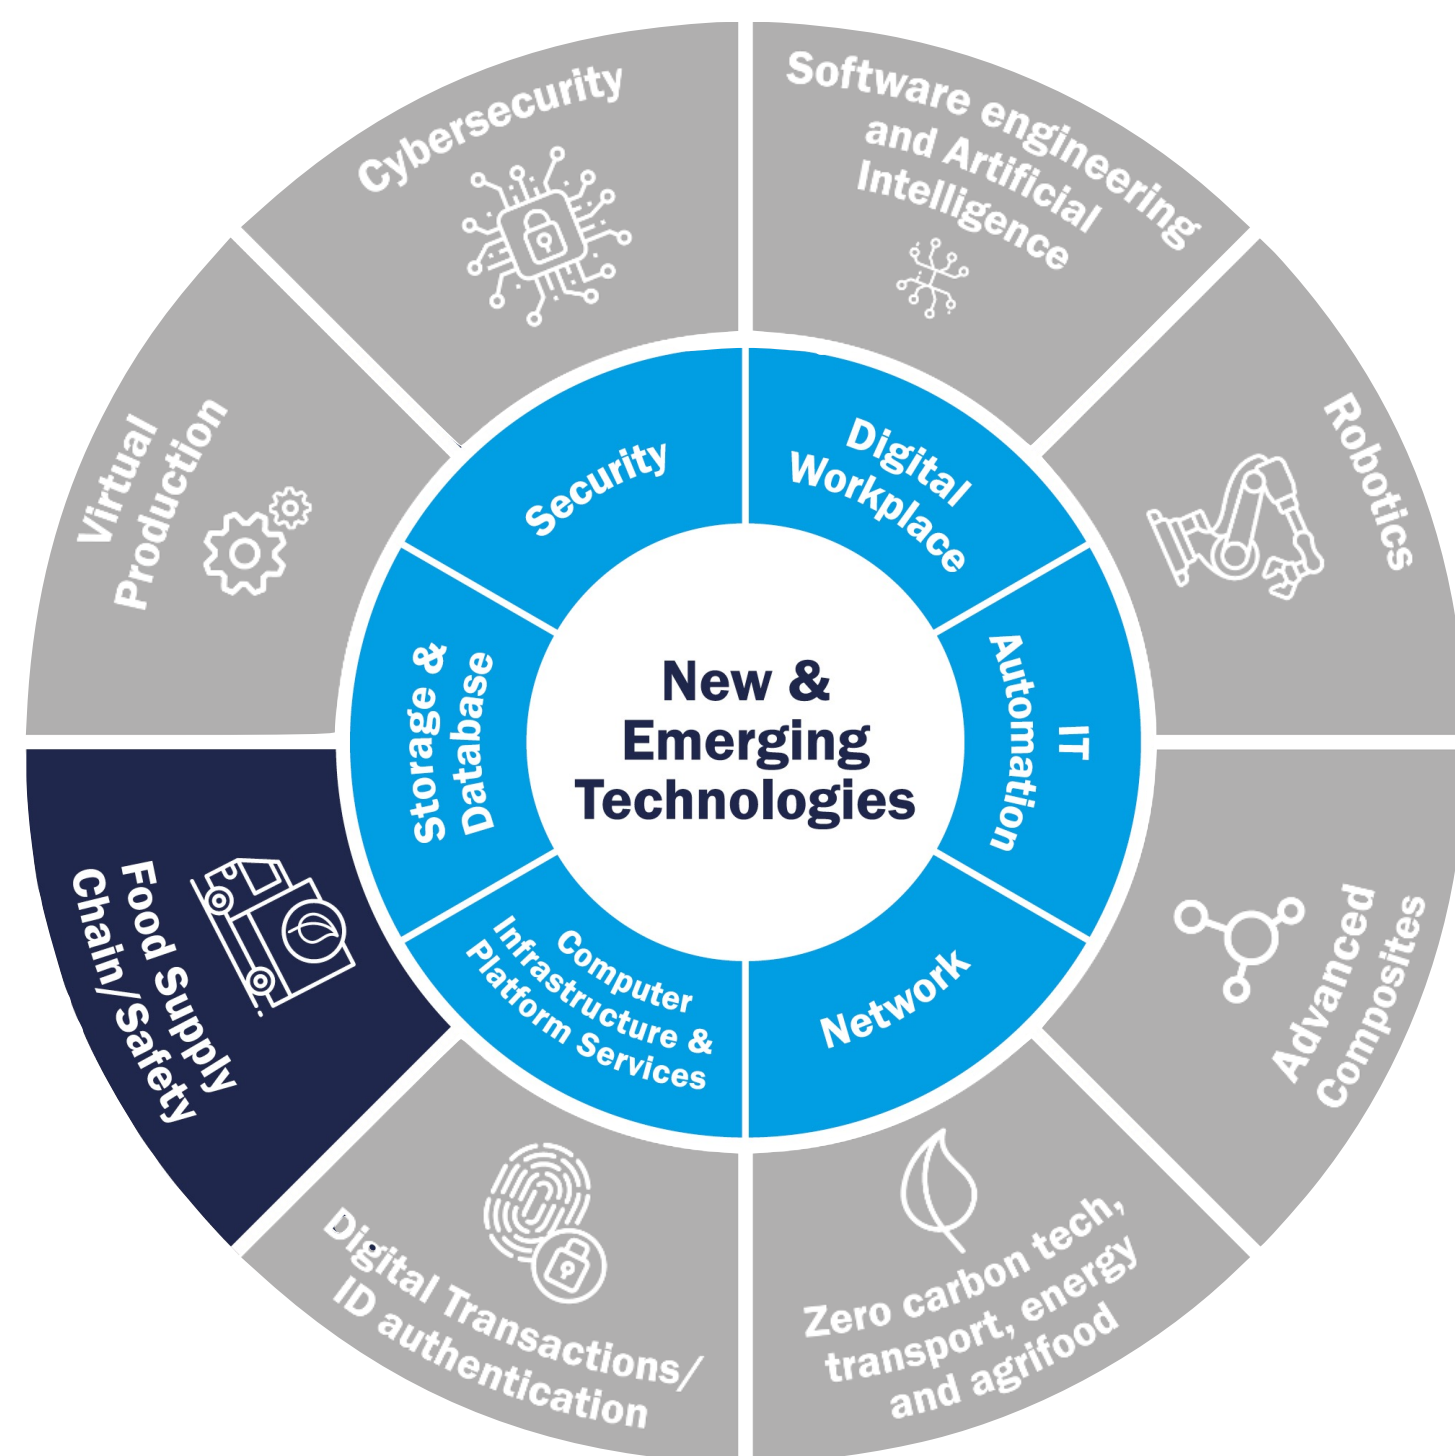 Cybersecurity
Software engineering
and Artificial
Intelligence
Robotics
Advanced
Composites
Zero carbon tech,
transport, energy
and agrifood
Digital Transactions/
ID authentication
Food Supply
Chain/Safety
Virtual
Production
Security
Digital
Workplace
IT
Automation
Network
Computer
Infrastructure &
Platform Services
Storage &
Database
New &
Emerging
Technologies